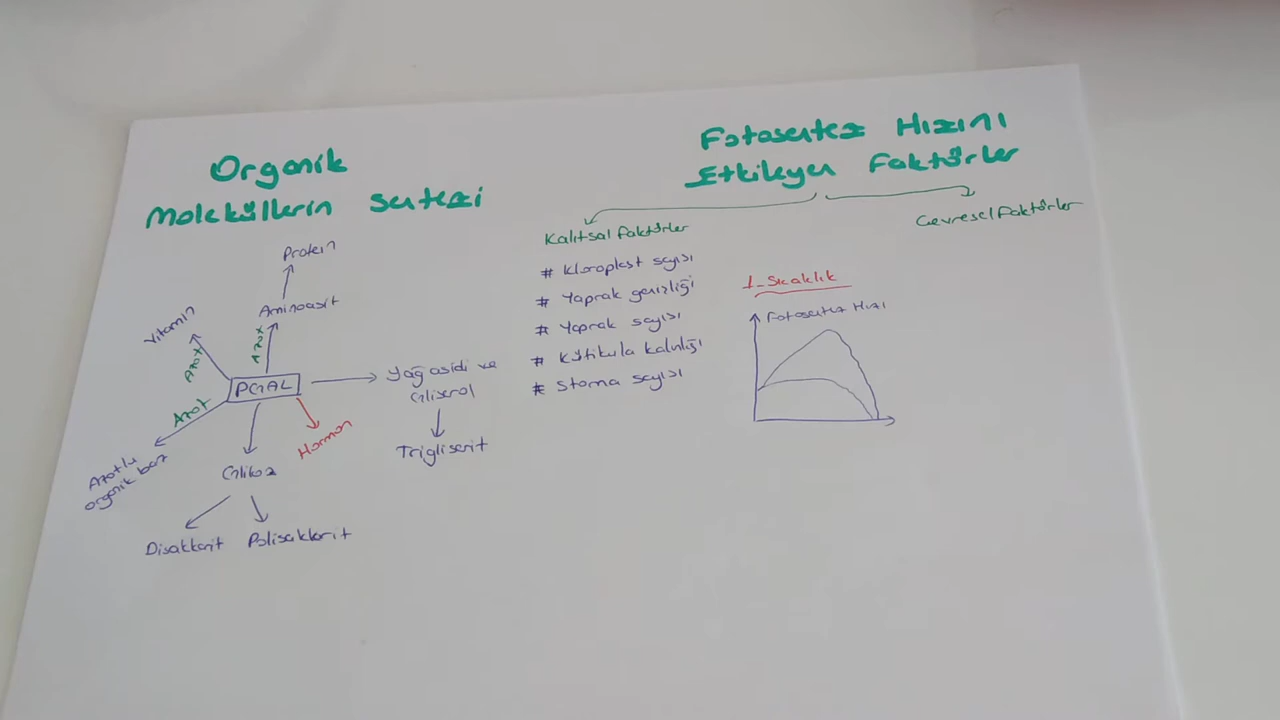 Organik
Moleküllerin Sentezi
Protein
Aminoasit
Vitamin
Azot
Azot
PGAL
Azot
Azotlu
organik baz
Hormon
Glikoz
Disakkarit
Polisakkarit
Yağ asidi ve
Gliserol
Trigliserit
Fotosentez Hızını
Etkileyen Faktörler
Kalıtsal Faktörler
# Kloroplast sayısı
# Yaprak genişliği
# Yaprak sayısı
# Kütikula kalınlığı
# Stoma sayısı
Çevresel Faktörler
1-Sıcaklık
Fotosentez Hızı